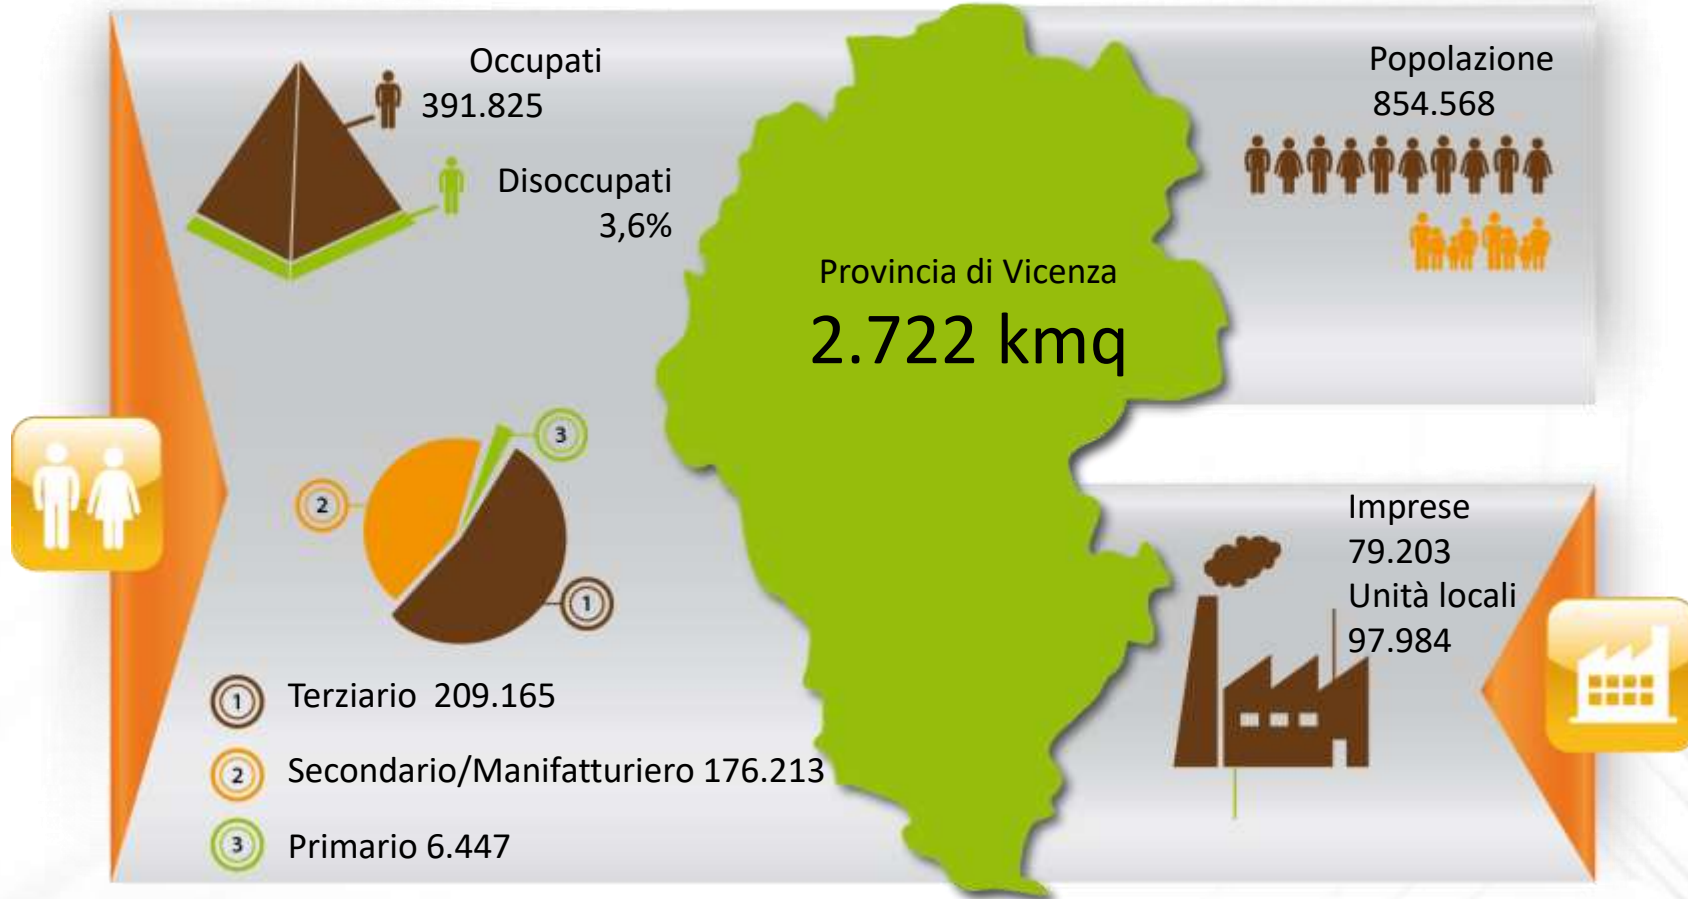 Occupati
391.825
Disoccupati
3,6%
Popolazione
854.568
Provincia di Vicenza
2.722 kmq
3
2
1
Imprese
79.203
Unità locali
97.984
1 Terziario 209.165
2 Secondario/Manifatturiero 176.213
3 Primario 6.447